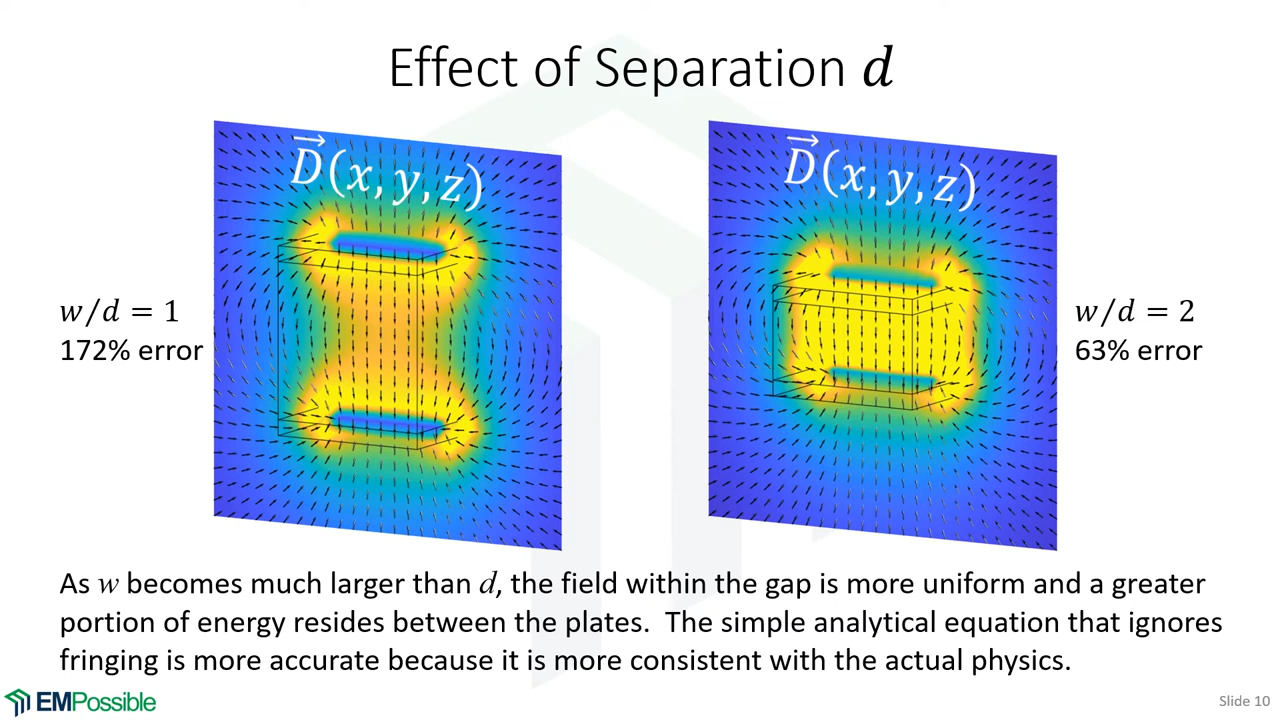 Effect of Separation d
D⃗(x, y, z)
D⃗(x, y, z)
w/d = 1
172% error
w/d = 2
63% error
As w becomes much larger than d, the field within the gap is more uniform and a greater
portion of energy resides between the plates.  The simple analytical equation that ignores
fringing is more accurate because it is more consistent with the actual physics.
EMPossible
Slide 10